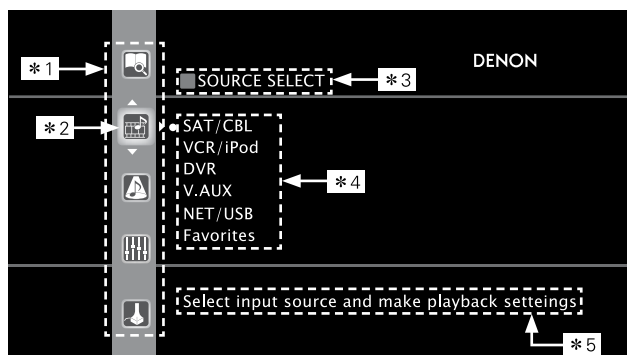 DENON
*1
SOURCE SELECT
*3
*2
SAT/CBL
VCR/iPod
DVR
V.AUX
NET/USB
Favorites
*4
Select input source and make playback setteings
*5